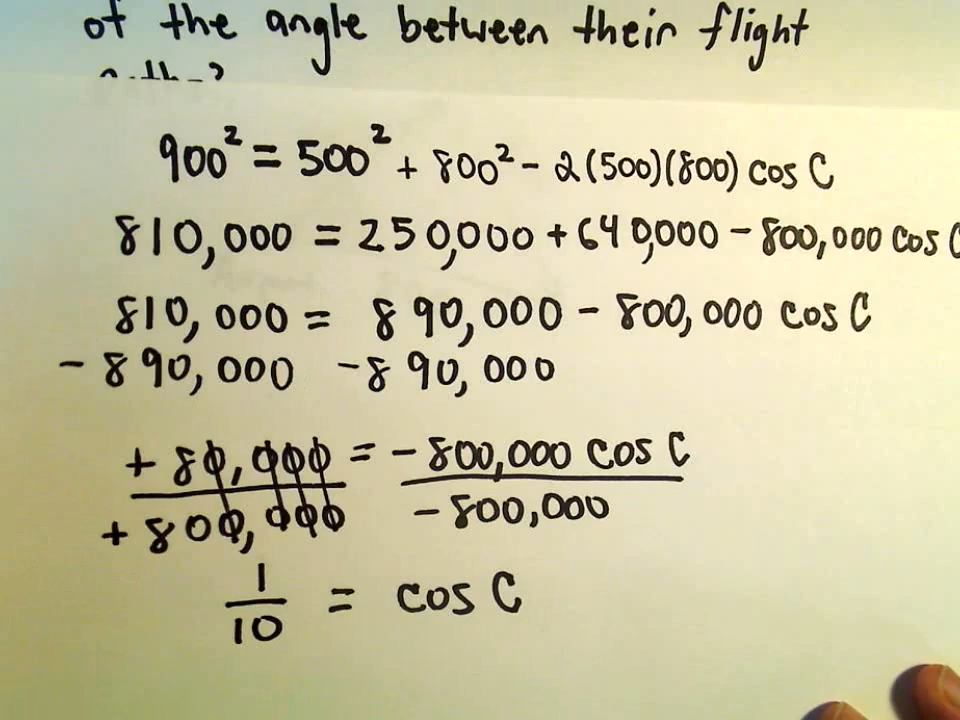 of the angle between their flight
900² = 500² + 800² - 2(500)(800) cos C
810,000 = 250,000 + 640,000 - 800,000 cos C
810,000 = 890,000 - 800,000 cos C
- 890,000 - 890,000
+ 80,000 = - 800,000 cos C
+ 800,000 - 800,000
1/10 = cos C